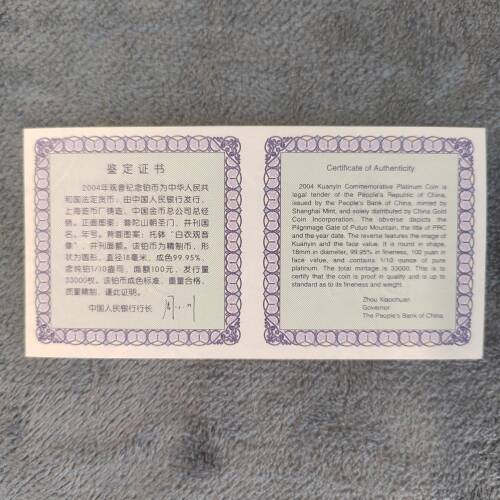 鉴定证书
2004年观音纪念铂币为中华人民共
和国法定货币，由中国人民银行发行，
上海造币厂铸造，中国金币总公司总经
销。正面图案：普陀山朝圣门，并刊国
名、年号。背面图案：托钵“白衣观音
像”，并刊面额。该铂币为精制币，形
状为圆形，直径18毫米，成色99.95%，
含纯铂1/10盎司，面额100元，发行量
33000枚。该铂币成色标准，重量合格，
质量精制，谨此证明。
中国人民银行行长
Certificate of Authenticity
2004 Kuanyin Commemorative Platinum Coin is
legal tender of the People's Republic of China,
issued by the People's Bank of China, minted by
Shanghai Mint, and solely distributed by China Gold
Coin Incorporation. The obverse depicts the
Pilgrimage Gate of Putuo Mountain, the title of PRC
and the year date. The reverse features the image of
Kuanyin and the face value. It is round in shape,
18mm in diameter, 99.95% in fineness, 100 yuan in
face value, and contains 1/10 ounce of pure
platinum. The total mintage is 33000. This is to
certify that the coin is proof in quality and is up to
standard as to its fineness and weight.
Zhou Xiaochuan
Governor
The People's Bank of China